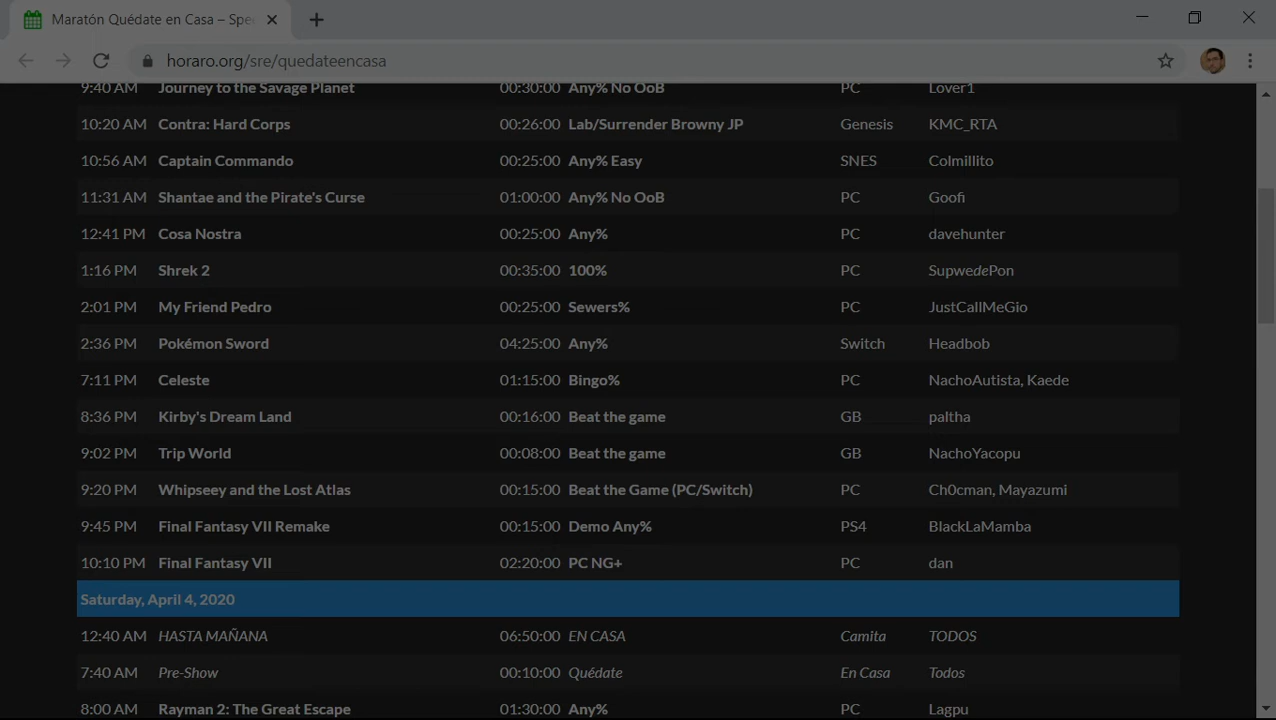 Maratón Quédate en Casa – Spe
horaro.org/sre/quedateencasa
9:40 AM Journey to the Savage Planet 00:30:00 Any% No OoB PC Lover1
10:20 AM Contra: Hard Corps 00:26:00 Lab/Surrender Browny JP Genesis KMC_RTA
10:56 AM Captain Commando 00:25:00 Any% Easy SNES Colmillito
11:31 AM Shantae and the Pirate's Curse 01:00:00 Any% No OoB PC Goofi
12:41 PM Cosa Nostra 00:25:00 Any% PC davehunter
1:16 PM Shrek 2 00:35:00 100% PC SupwedePon
2:01 PM My Friend Pedro 00:25:00 Sewers% PC JustCallMeGio
2:36 PM Pokémon Sword 04:25:00 Any% Switch Headbob
7:11 PM Celeste 01:15:00 Bingo% PC NachoAutista, Kaede
8:36 PM Kirby's Dream Land 00:16:00 Beat the game GB paltha
9:02 PM Trip World 00:08:00 Beat the game GB NachoYacopu
9:20 PM Whipseey and the Lost Atlas 00:15:00 Beat the Game (PC/Switch) PC Ch0cman, Mayazumi
9:45 PM Final Fantasy VII Remake 00:15:00 Demo Any% PS4 BlackLaMamba
10:10 PM Final Fantasy VII 02:20:00 PC NG+ PC dan
Saturday, April 4, 2020
12:40 AM HASTA MAÑANA 06:50:00 EN CASA Camita TODOS
7:40 AM Pre-Show 00:10:00 Quédate En Casa Todos
8:00 AM Rayman 2: The Great Escape 01:30:00 Any% PC Lagpu